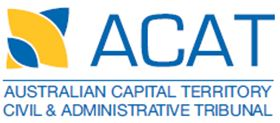 ACAT
AUSTRALIAN CAPITAL TERRITORY
CIVIL & ADMINISTRATIVE TRIBUNAL